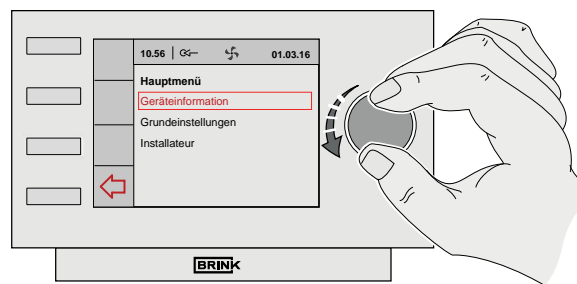 10.56 01.03.16
Hauptmenü
Geräteinformation
Grundeinstellungen
Installateur
BRINK